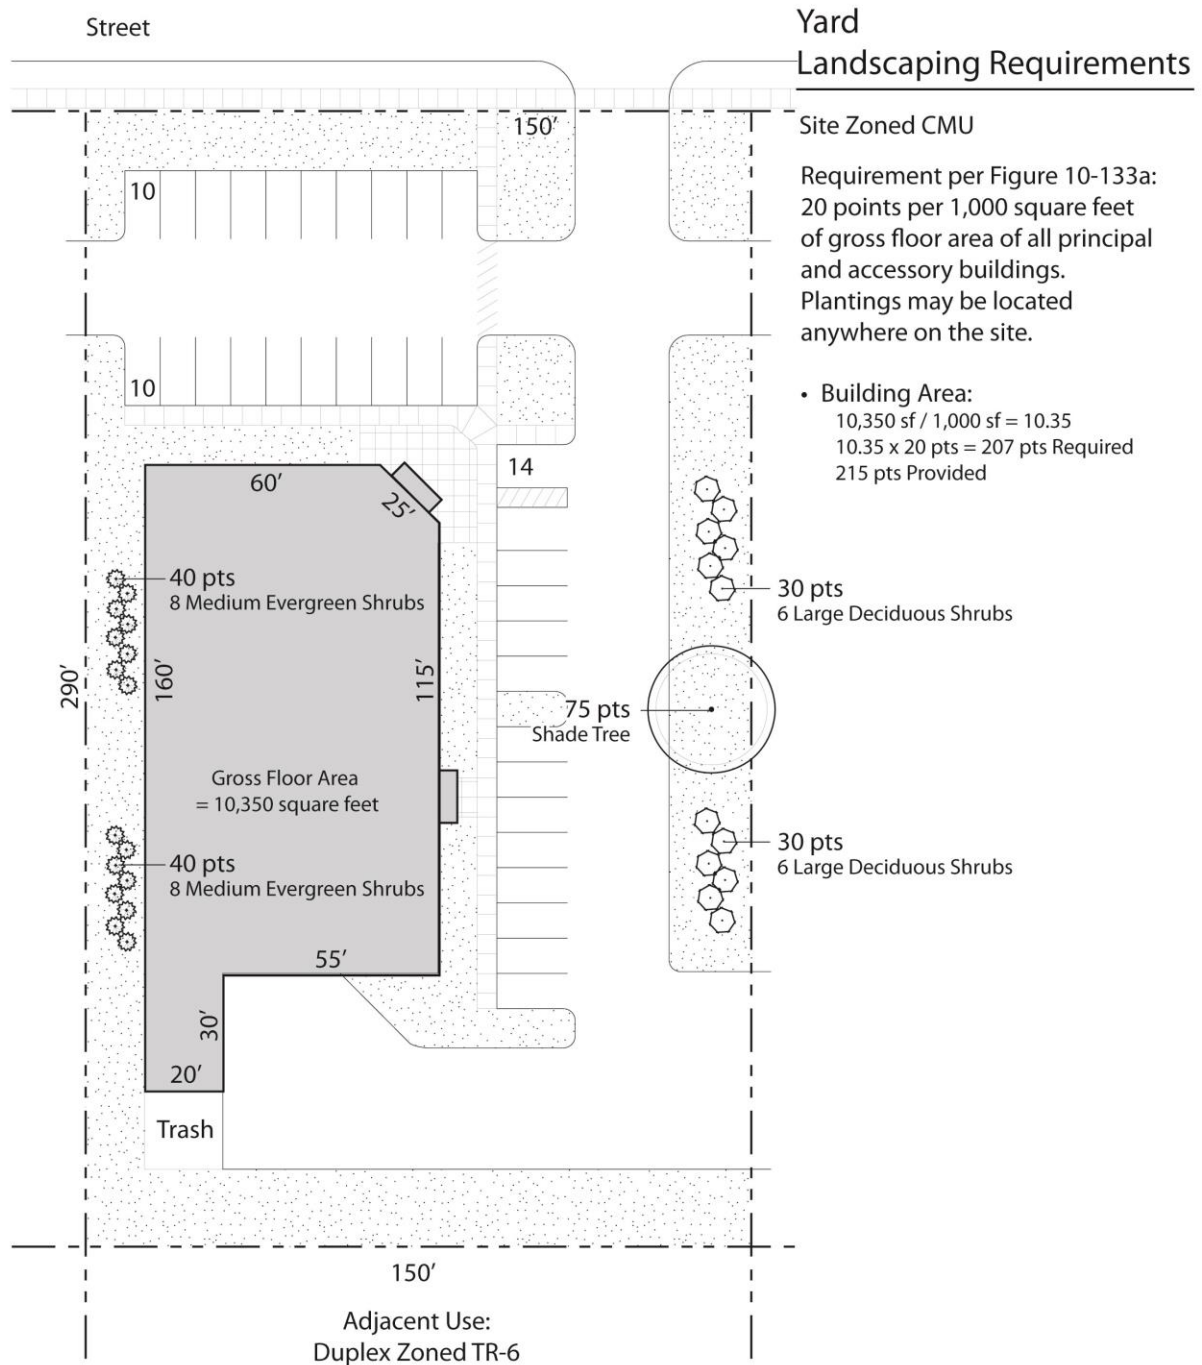 Street
Yard
Landscaping Requirements
Site Zoned CMU
Requirement per Figure 10-133a:
20 points per 1,000 square feet
of gross floor area of all principal
and accessory buildings.
Plantings may be located
anywhere on the site.
• Building Area:
10,350 sf / 1,000 sf = 10.35
10.35 x 20 pts = 207 pts Required
215 pts Provided
150’
10
10
14
60’
25’
40 pts
8 Medium Evergreen Shrubs
30 pts
6 Large Deciduous Shrubs
290’
160’
115’
75 pts
Shade Tree
Gross Floor Area
= 10,350 square feet
40 pts
8 Medium Evergreen Shrubs
30 pts
6 Large Deciduous Shrubs
55’
30’
20’
Trash
150’
Adjacent Use:
Duplex Zoned TR-6